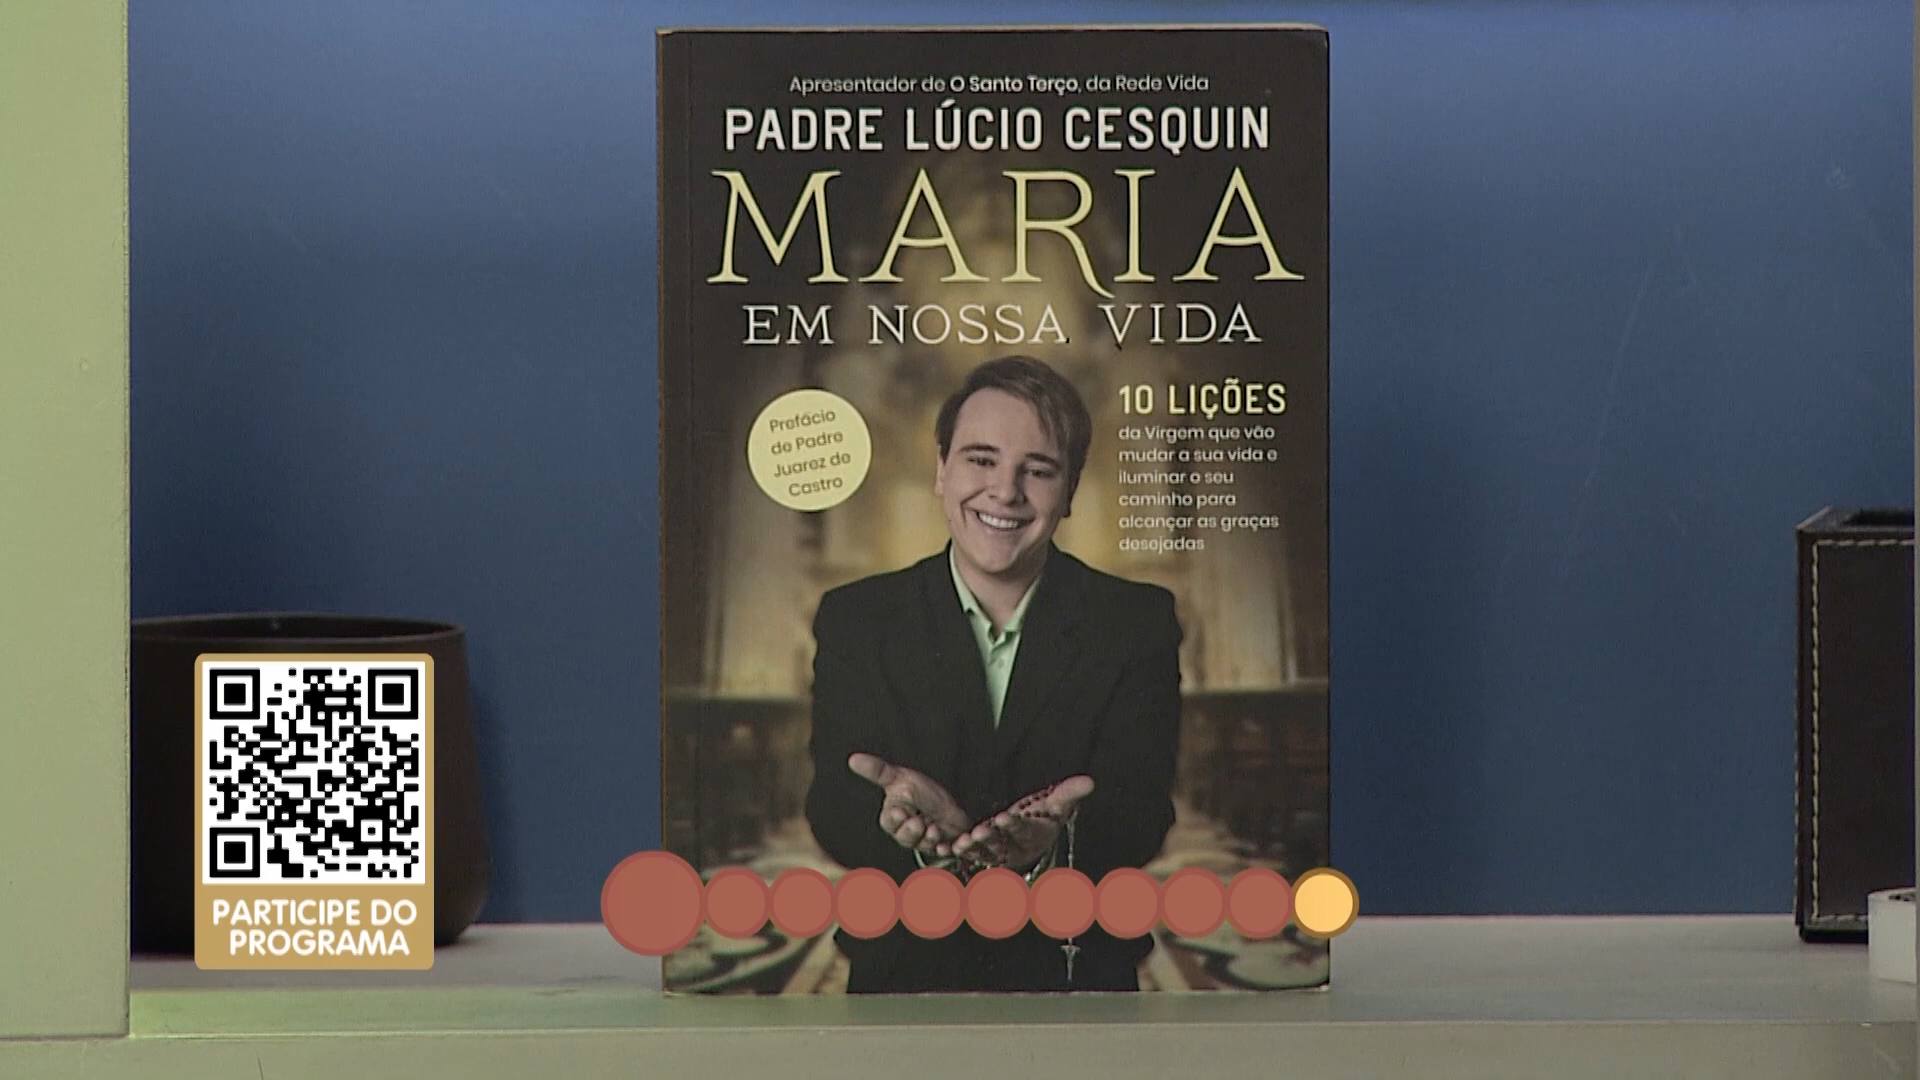 Apresentador de O Santo Terço, da Rede Vida
PADRE LÚCIO CESQUIN
MARIA
EM NOSSA VIDA
Prefácio
de Padre
Juarez de
Castro
10 LIÇÕES
da Virgem que vão
mudar a sua vida e
iluminar o seu
caminho para
alcançar as graças
desejadas
PARTICIPE DO
PROGRAMA